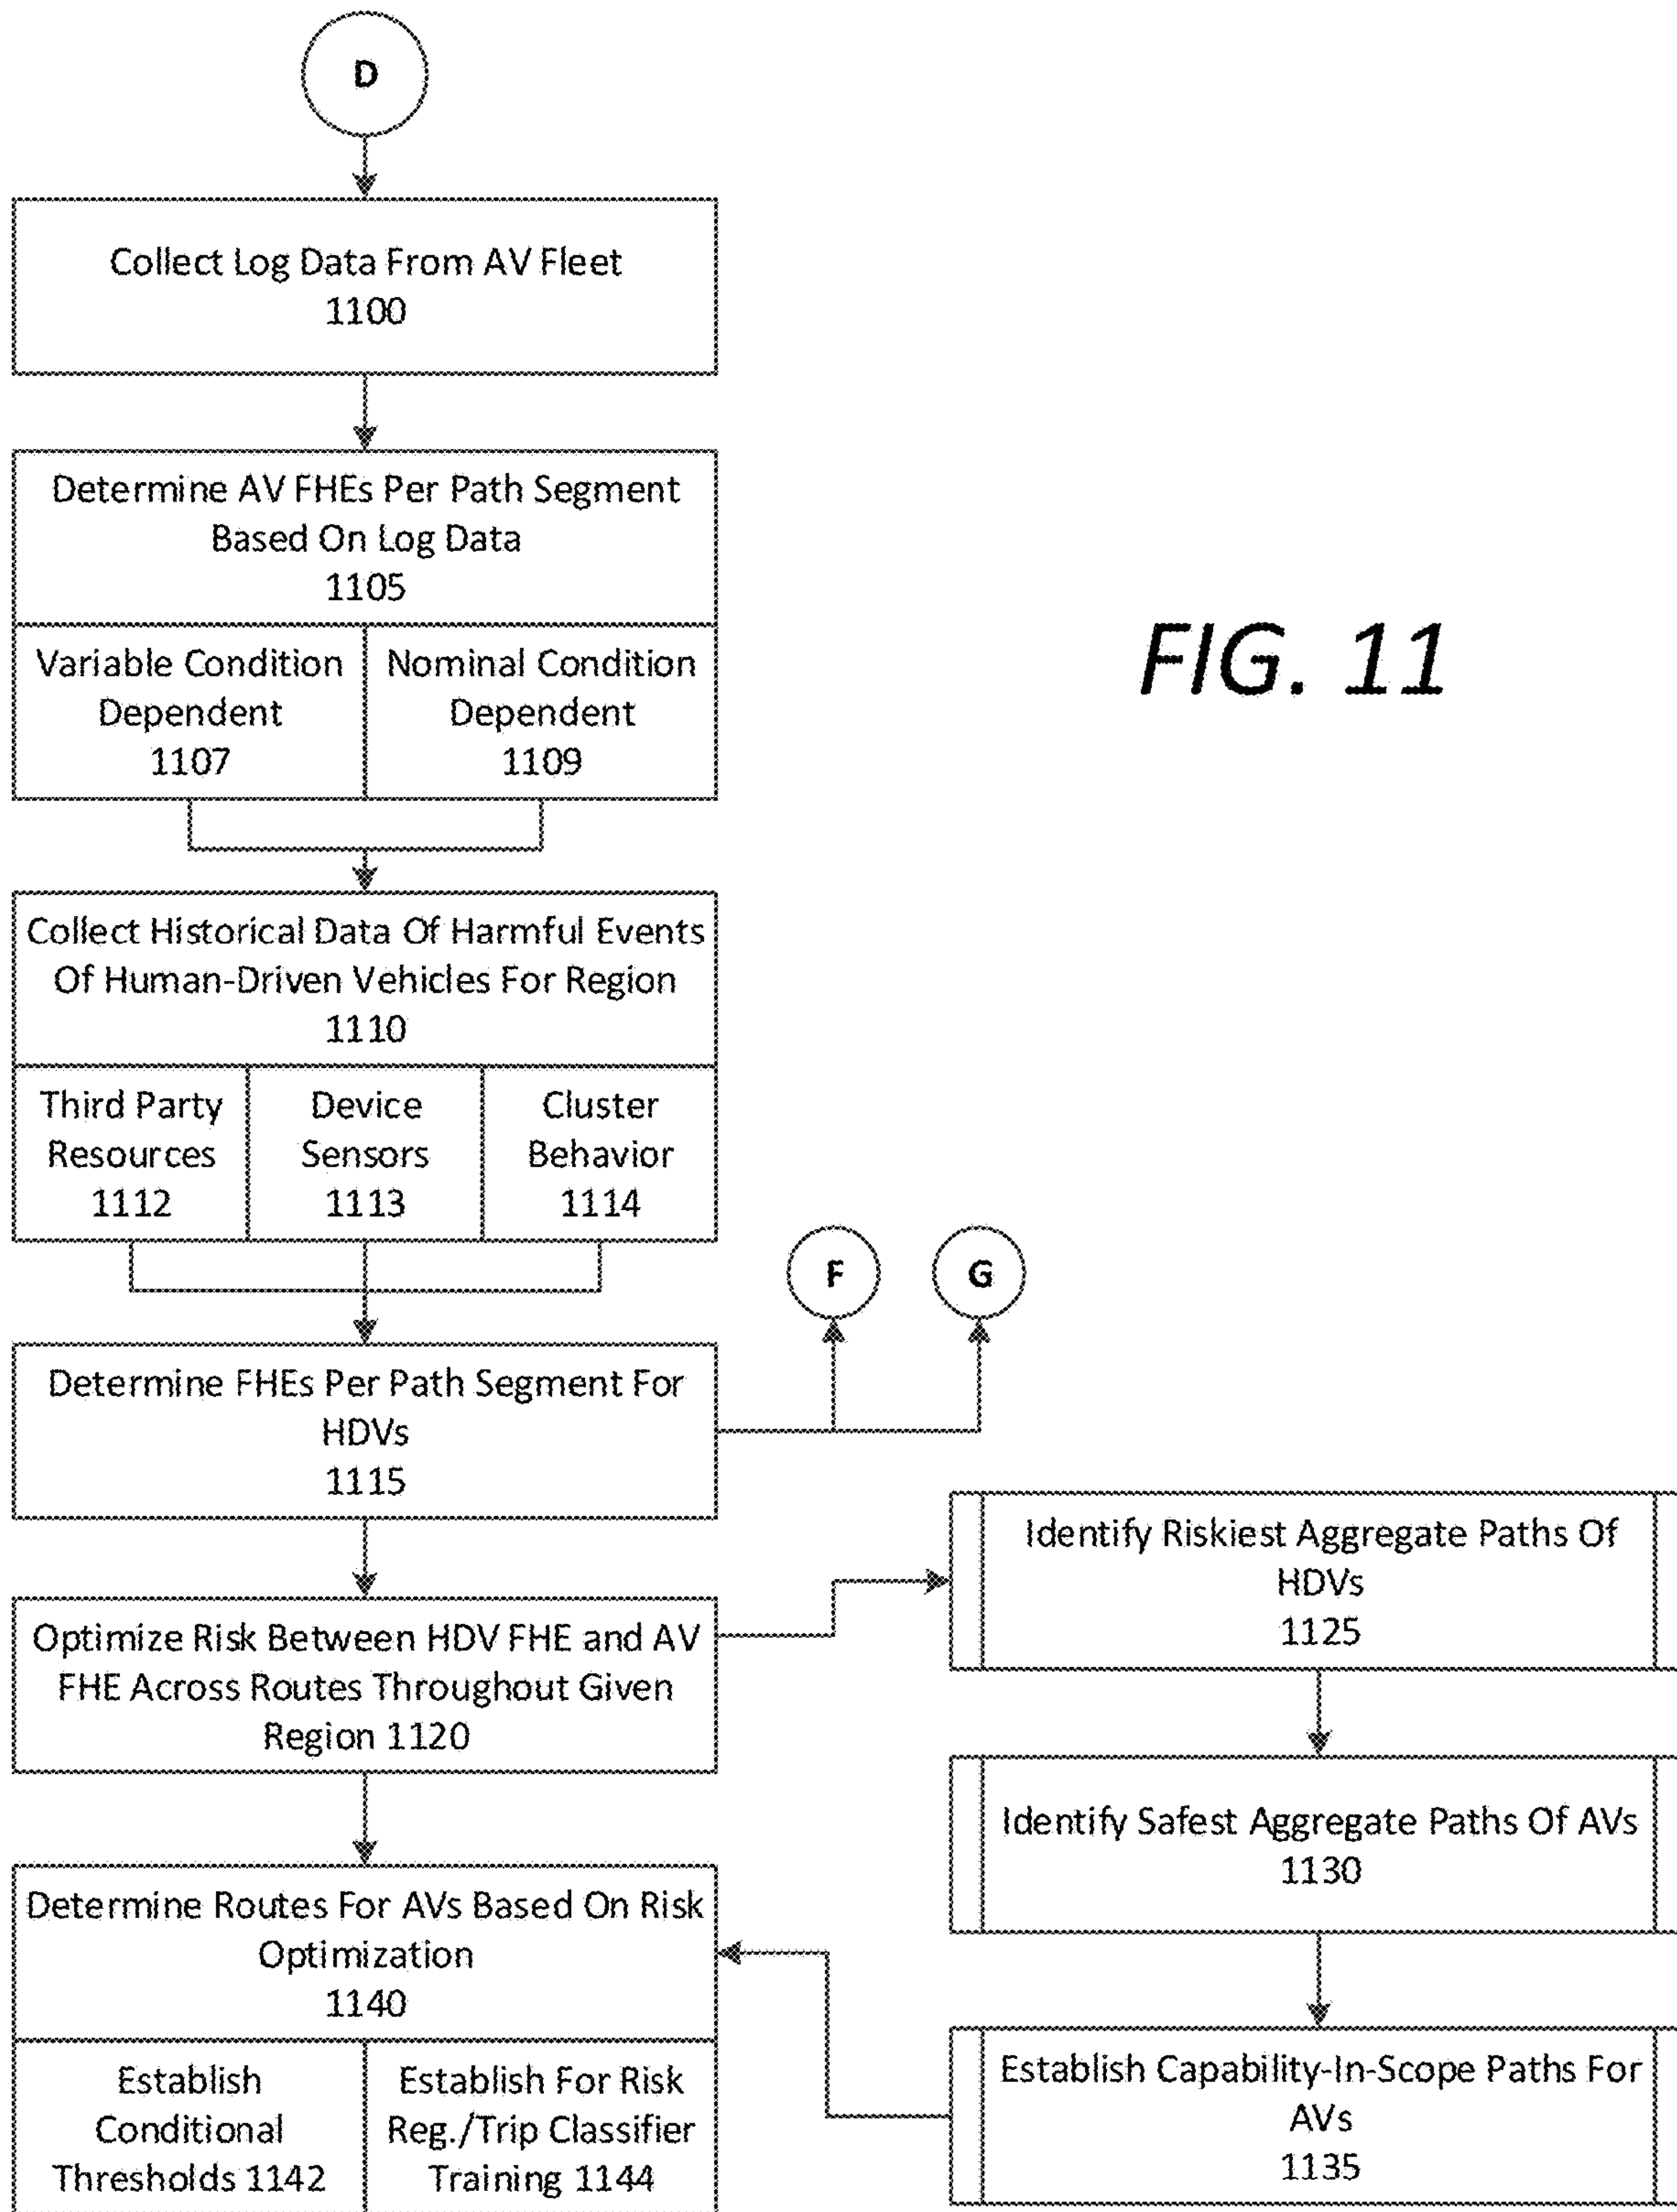 D
Collect Log Data From AV Fleet
1100
Determine AV FHEs Per Path Segment
Based On Log Data
1105
Variable Condition
Dependent
1107
Nominal Condition
Dependent
1109
FIG. 11
Collect Historical Data Of Harmful Events
Of Human-Driven Vehicles For Region
1110
Third Party
Resources
1112
Device
Sensors
1113
Cluster
Behavior
1114
F
G
Determine FHEs Per Path Segment For
HDVs
1115
Optimize Risk Between HDV FHE and AV
FHE Across Routes Throughout Given
Region 1120
Identify Riskiest Aggregate Paths Of
HDVs
1125
Identify Safest Aggregate Paths Of AVs
1130
Establish Capability-In-Scope Paths For
AVs
1135
Determine Routes For AVs Based On Risk
Optimization
1140
Establish
Conditional
Thresholds 1142
Establish For Risk
Reg./Trip Classifier
Training 1144